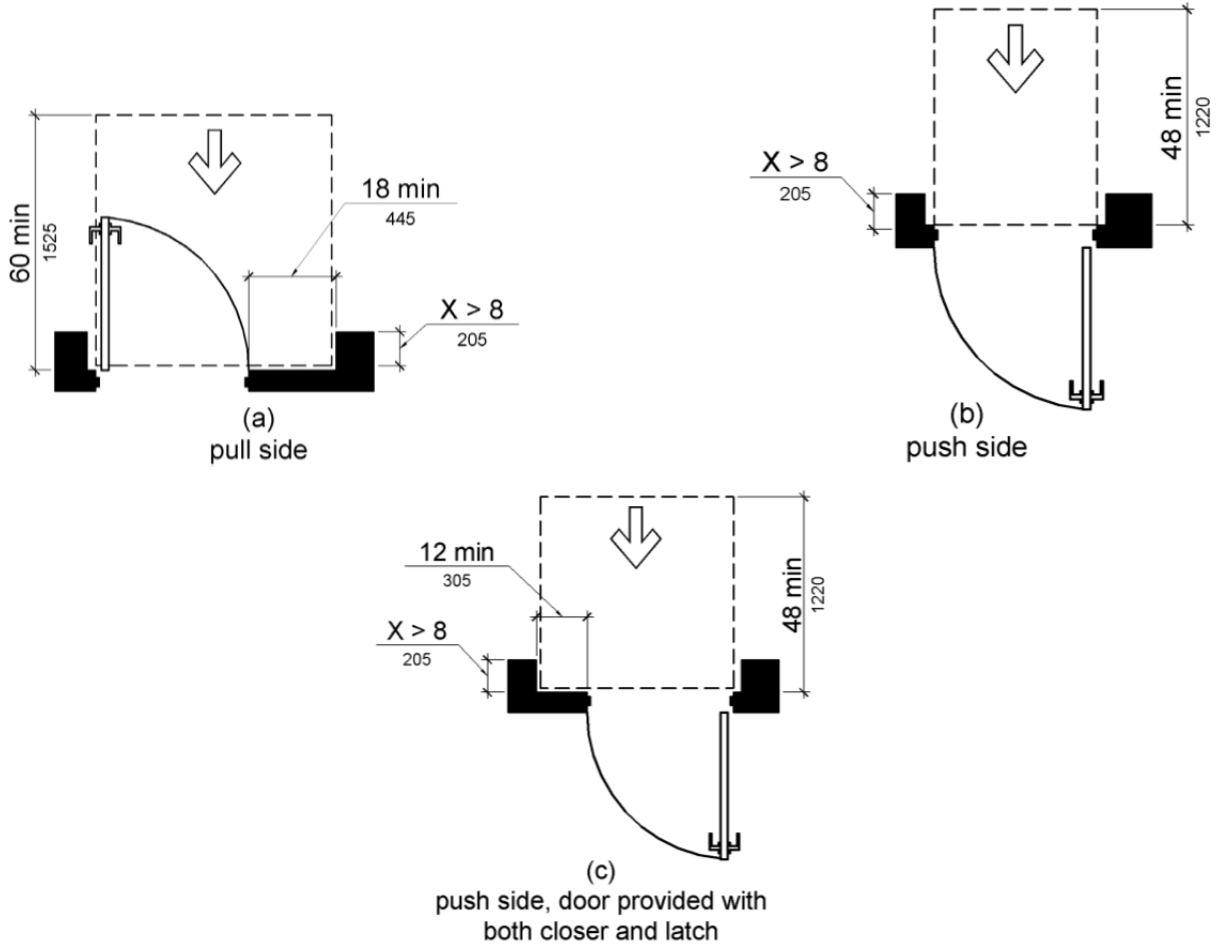 60 min
1525
18 min
445
X > 8
205
(a)
pull side
X > 8
205
48 min
1220
(b)
push side
12 min
305
X > 8
205
48 min
1220
(c)
push side, door provided with
both closer and latch